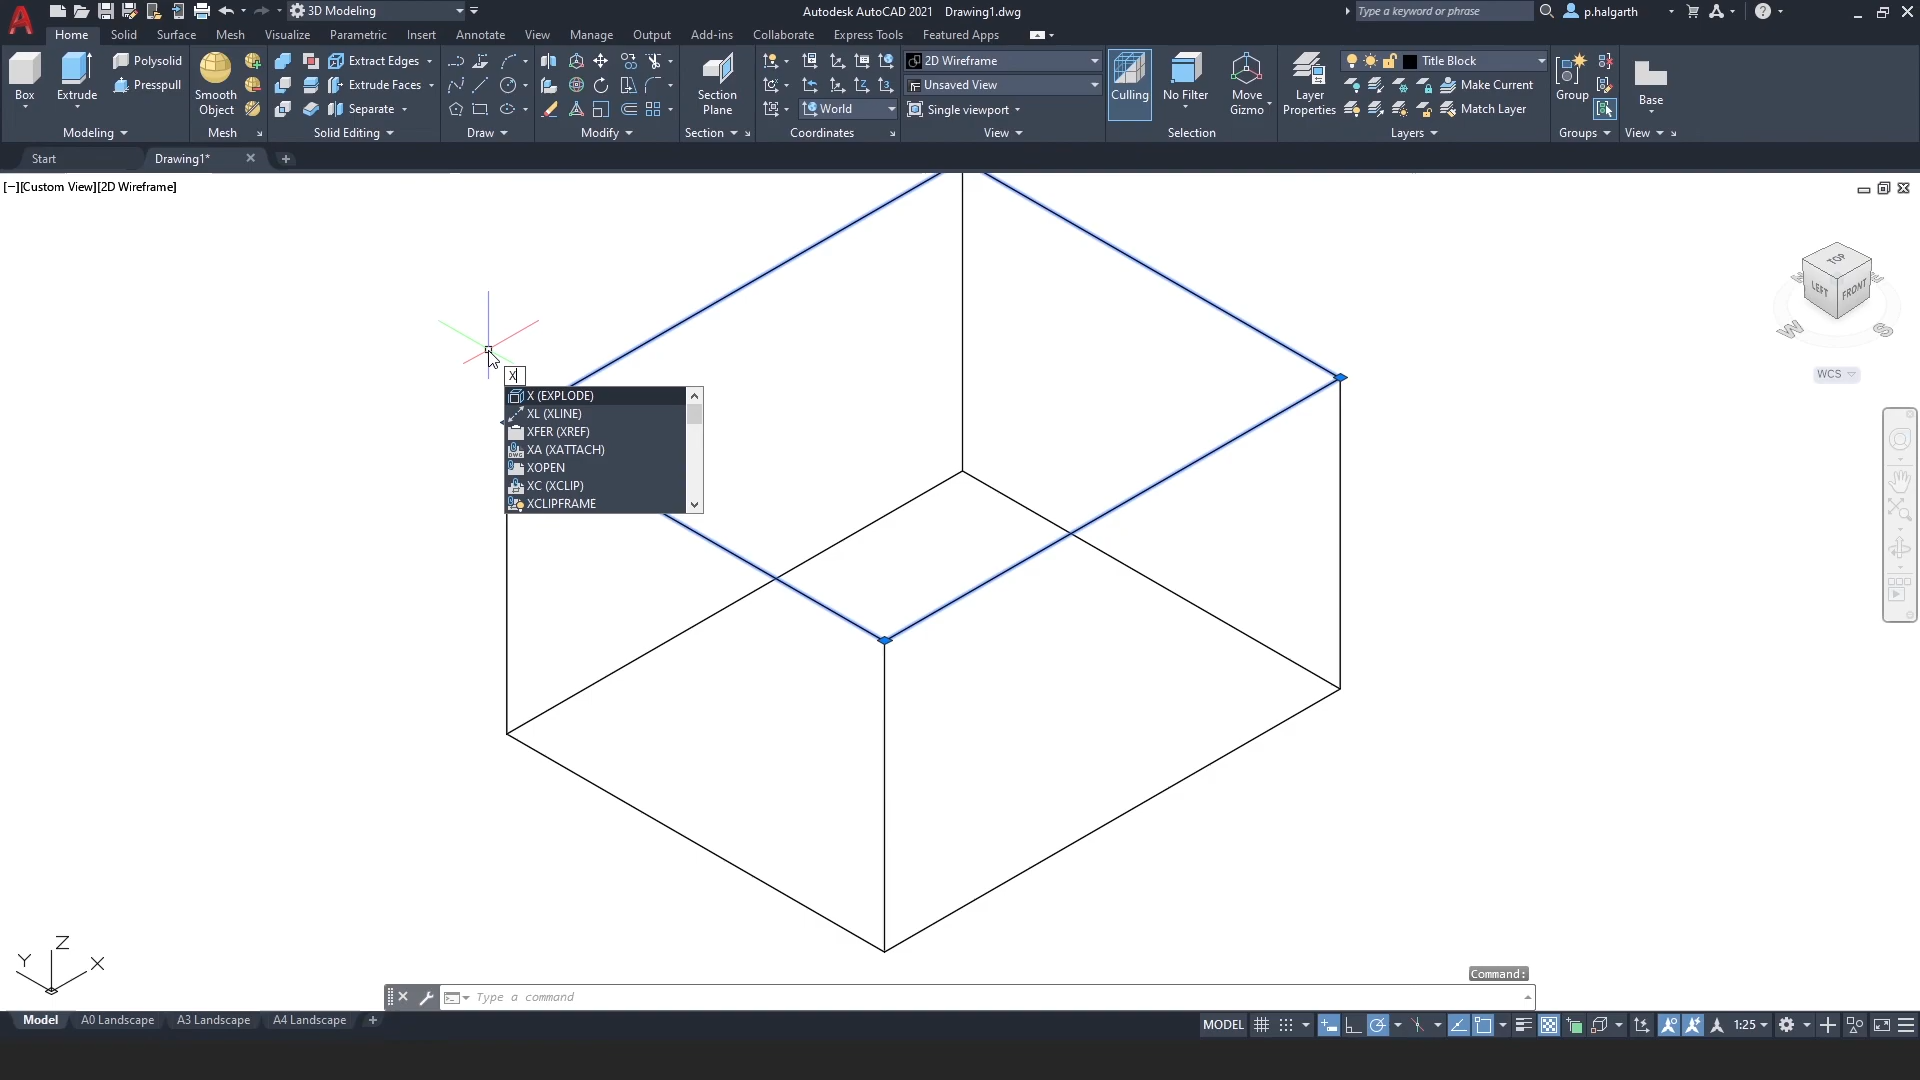 3D Modeling
Autodesk AutoCAD 2021 Drawing1.dwg
Type a keyword or phrase
p.halgarth
Home Solid Surface Mesh Visualize Parametric Insert Annotate View Manage Output Add-ins Collaborate Express Tools Featured Apps
Box
Extrude
Polysolid
Presspull
Modeling
Smooth
Object
Mesh
Extract Edges
Extrude Faces
Separate
Solid Editing
Draw
Modify
Section
Plane
Section
World
Coordinates
2D Wireframe
Unsaved View
Single viewport
View
Culling
No Filter
Move
Gizmo
Selection
Layer
Properties
Title Block
Make Current
Match Layer
Layers
Group
Groups
Base
View
Start
Drawing1*
[−][Custom View][2D Wireframe]
TOP
LEFT
FRONT
W
S
WCS
X
X (EXPLODE)
XL (XLINE)
XFER (XREF)
XA (XATTACH)
XOPEN
XC (XCLIP)
XCLIPFRAME
Z
Y
X
Command:
Type a command
Model A0 Landscape A3 Landscape A4 Landscape
MODEL
1:25